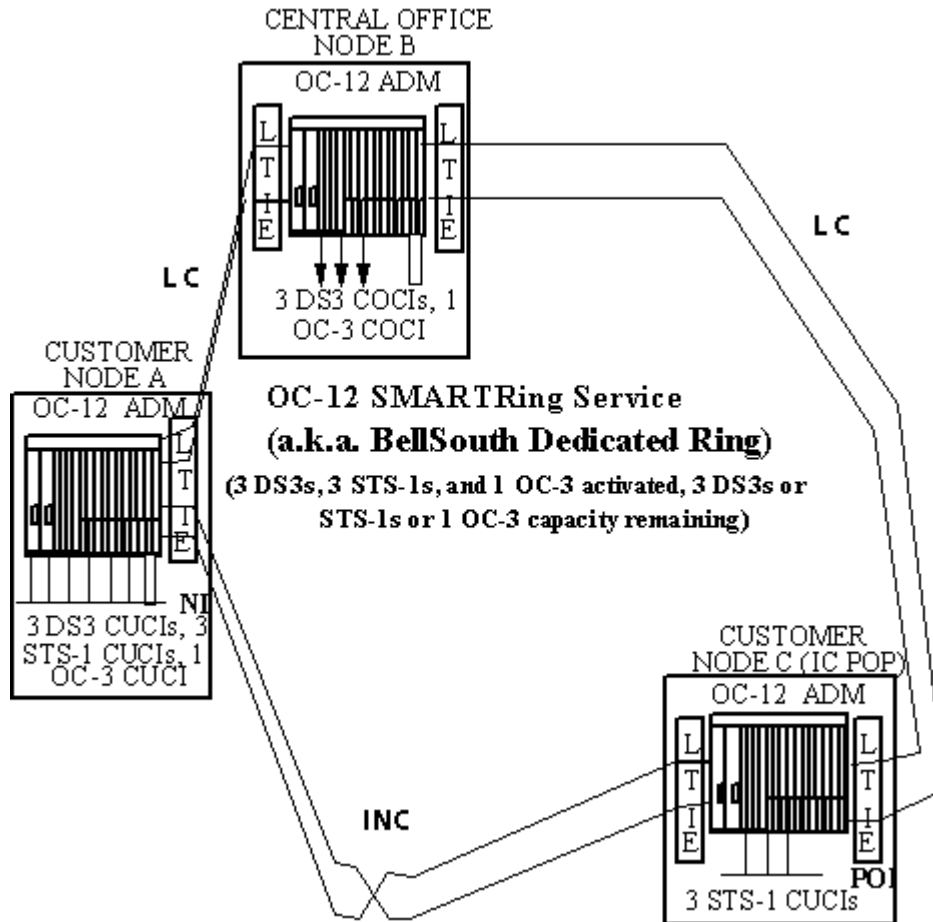 CENTRAL OFFICE
NODE B
OC-12 ADM
L
T
I
E
L
T
I
E
3 DS3 COCIs, 1
OC-3 COCI
L C
L C
CUSTOMER
NODE A
OC-12 ADM
L
T
I
E
NI
3 DS3 CUCIs, 3
STS-1 CUCIs, 1
OC-3 CUCI
OC-12 SMARTRing Service
(a.k.a. BellSouth Dedicated Ring)
(3 DS3s, 3 STS-1s, and 1 OC-3 activated, 3 DS3s or
STS-1s or 1 OC-3 capacity remaining)
INC
CUSTOMER
NODE C (IC POP)
OC-12 ADM
L
T
I
E
L
T
I
E
POI
3 STS-1 CUCIs